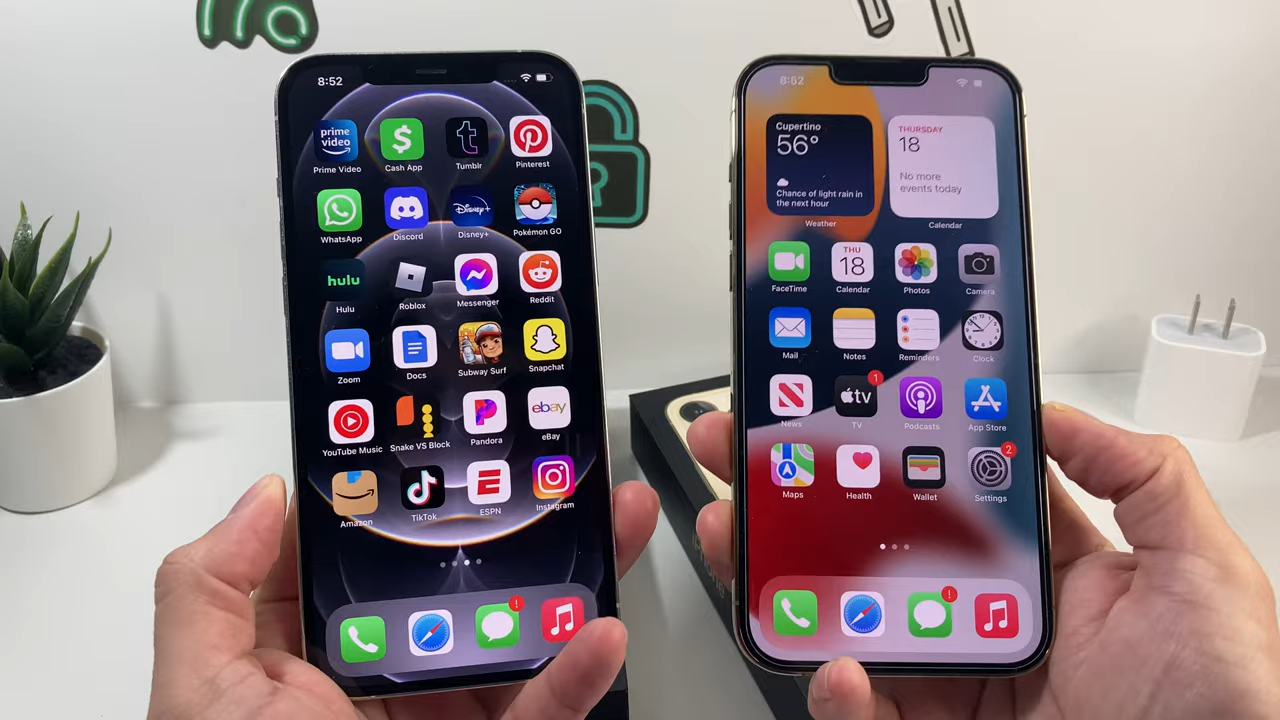 8:52
prime
video
Prime Video
$
Cash App
t
Tumblr
Pinterest
WhatsApp
Discord
Disney+
Disney+
Pokémon GO
hulu
Hulu
Roblox
Messenger
Reddit
Zoom
Docs
Subway Surf
Snapchat
YouTube Music
Snake VS Block
Pandora
ebay
eBay
Amazon
TikTok
ESPN
Instagram
!
8:52
Cupertino
56°
Chance of light rain in
the next hour
Weather
THURSDAY
18
No more
events today
Calendar
FaceTime
THU
18
Calendar
Photos
Camera
Mail
Notes
Reminders
Clock
News
tv
1
TV
Podcasts
App Store
Maps
Health
Wallet
2
Settings
!